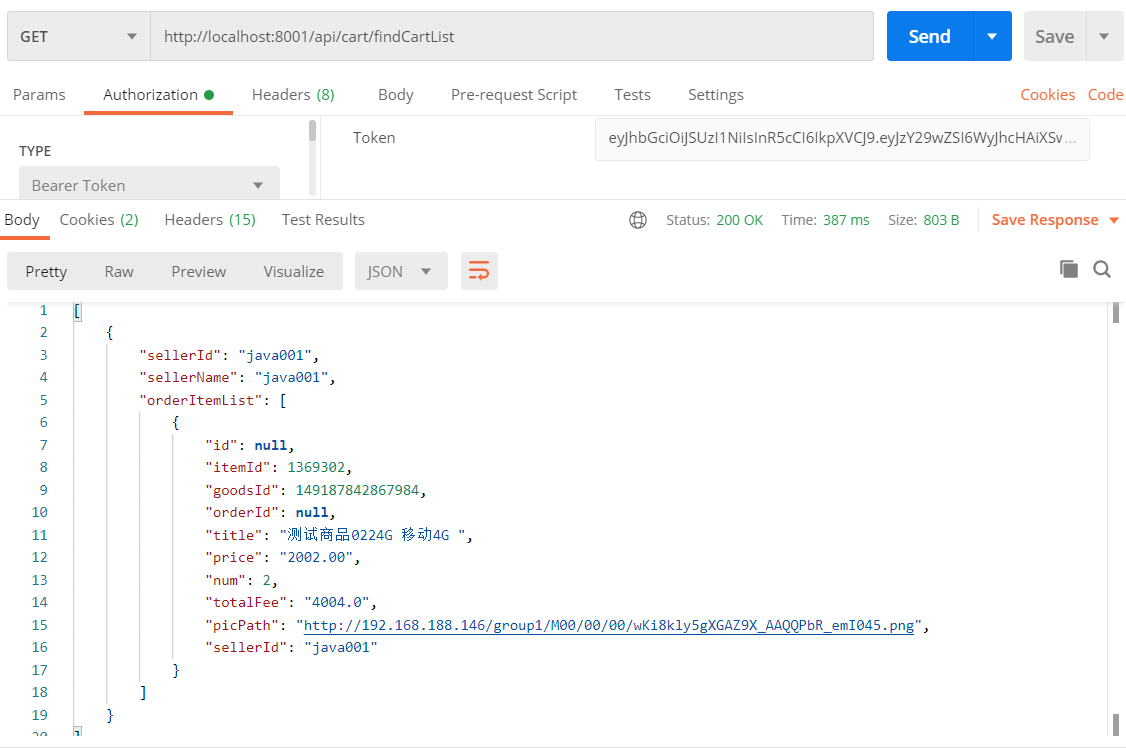 GET http://localhost:8001/api/cart/findCartList Send Save
Params Authorization Headers (8) Body Pre-request Script Tests Settings Cookies Code
Token eyJhbGciOiJSUzI1NiIsInR5cCI6IkpXVCJ9.eyJzY29wZSI6WyJhcHAiXSw...
TYPE
Bearer Token
Body Cookies (2) Headers (15) Test Results Status: 200 OK Time: 387 ms Size: 803 B Save Response
Pretty Raw Preview Visualize JSON
1 [
2 {
3 "sellerId": "java001",
4 "sellerName": "java001",
5 "orderItemList": [
6 {
7 "id": null,
8 "itemId": 1369302,
9 "goodsId": 149187842867984,
10 "orderId": null,
11 "title": "测试商品0224G 移动4G ",
12 "price": "2002.00",
13 "num": 2,
14 "totalFee": "4004.0",
15 "picPath": "http://192.168.188.146/group1/M00/00/00/wKi8kly5gXGAZ9X_AAQQPbR_emI045.png",
16 "sellerId": "java001"
17 }
18 ]
19 }
20 ]